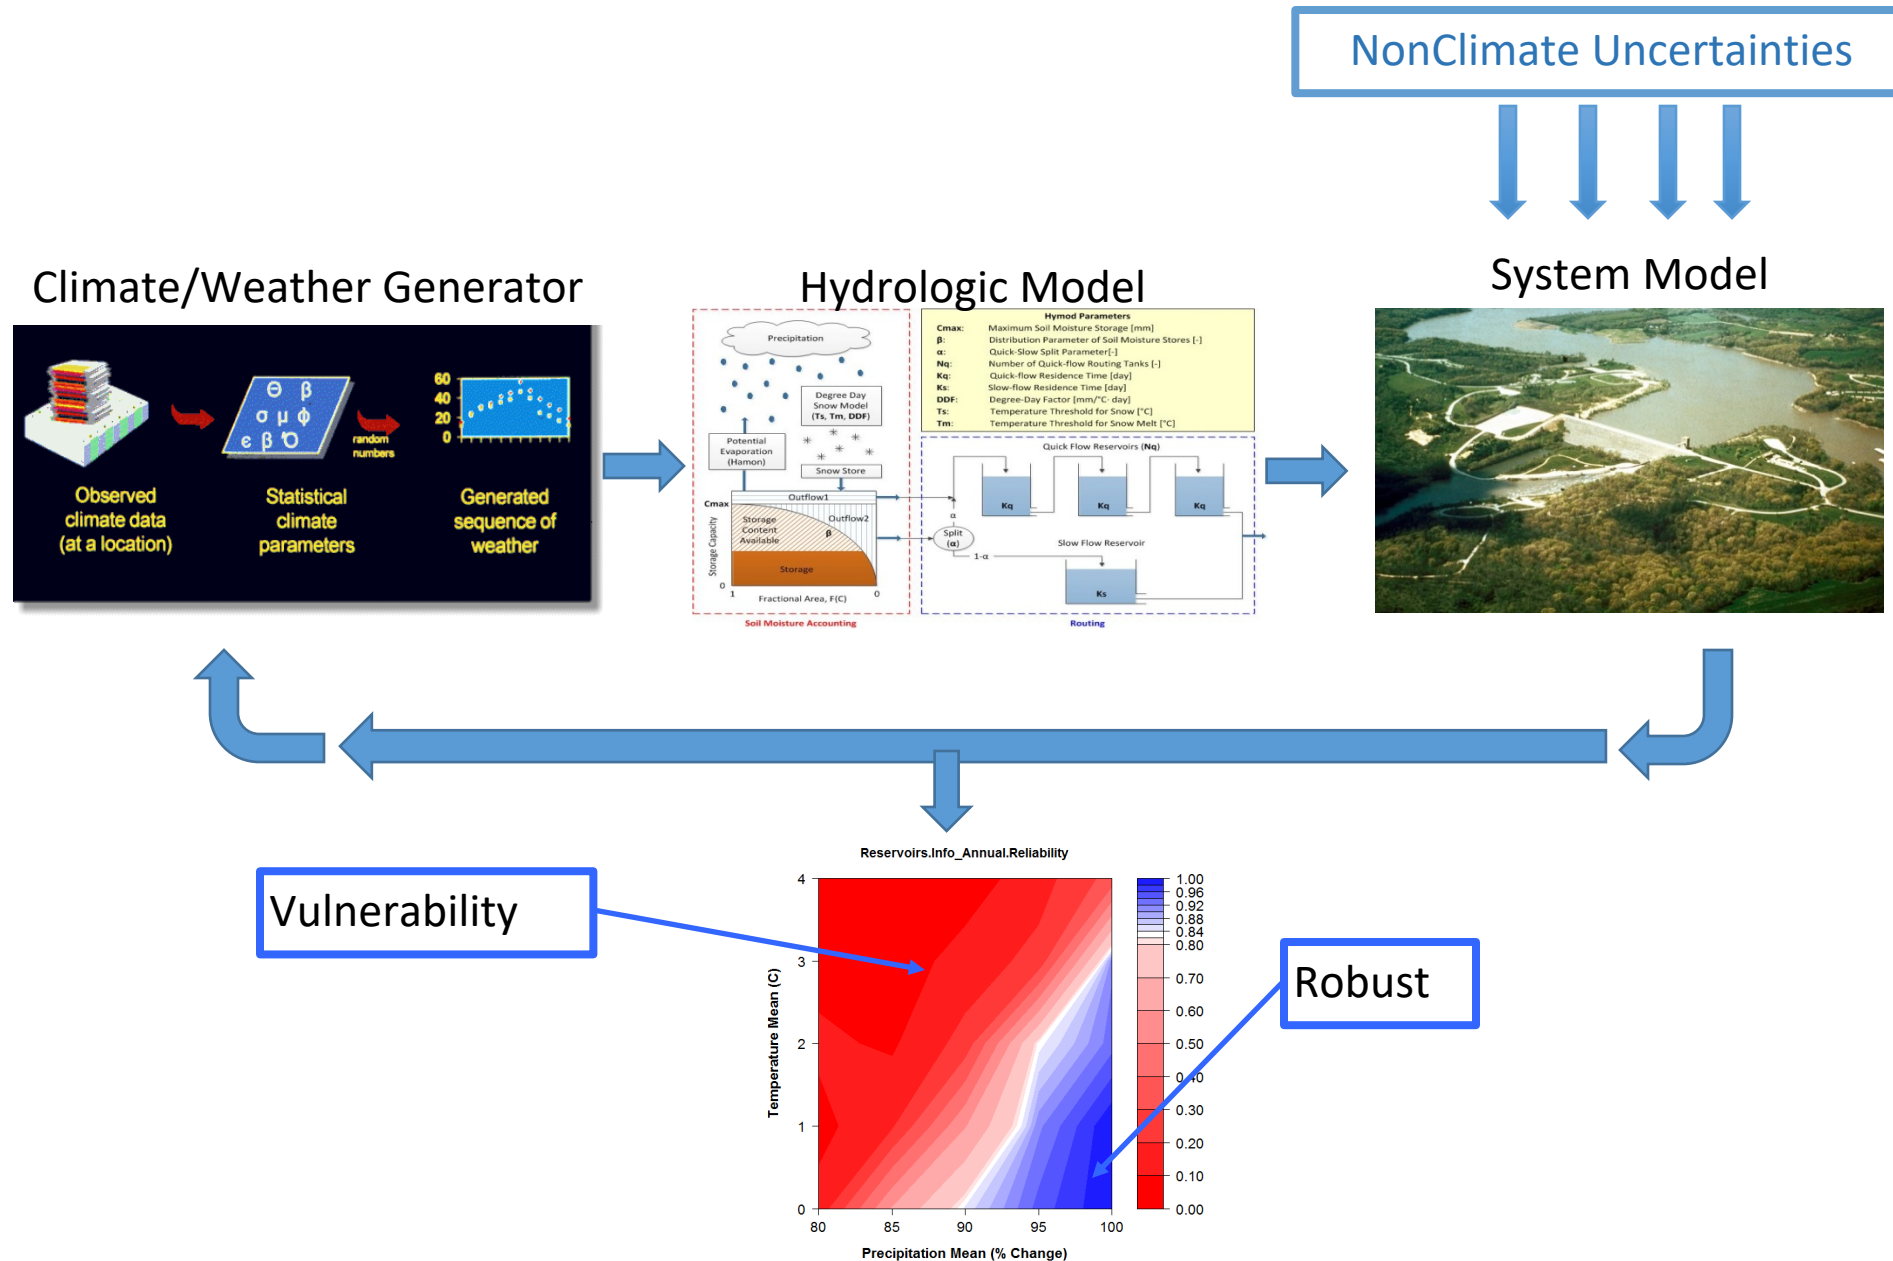 NonClimate Uncertainties
Climate/Weather Generator
Hydrologic Model
System Model
Θ β
σ μ ϕ
random
numbers
60
40
20
0
Observed
climate data
(at a location)
Statistical
climate
parameters
Generated
sequence of
weather
Precipitation
Degree Day
Snow Model
(Ts, Tm, DDF)
Potential
Evaporation
(Hamon)
Snow Store
Cmax
Outflow1
Outflow2
Storage
Content
Available
β
Storage
Storage Capacity
0
1
0
Fractional Area, F(C)
Soil Moisture Accounting
Hymod Parameters
Cmax: Maximum Soil Moisture Storage [mm]
β: Distribution Parameter of Soil Moisture Stores [-]
α: Quick-Slow Split Parameter[-]
Nq: Number of Quick-flow Routing Tanks [-]
Kq: Quick-flow Residence Time [day]
Ks: Slow-flow Residence Time [day]
DDF: Degree-Day Factor [mm/°C· day]
Ts: Temperature Threshold for Snow [°C]
Tm: Temperature Threshold for Snow Melt [°C]
Quick Flow Reservoirs (Nq)
Kq
Kq
Kq
α
Split
(α)
1-α
Slow Flow Reservoir
Ks
Routing
Reservoirs.Info_Annual.Reliability
Vulnerability
Robust
Temperature Mean (C)
4
3
2
1
0
80
85
90
95
100
Precipitation Mean (% Change)
1.00
0.96
0.92
0.88
0.84
0.80
0.70
0.60
0.50
0.40
0.30
0.20
0.10
0.00